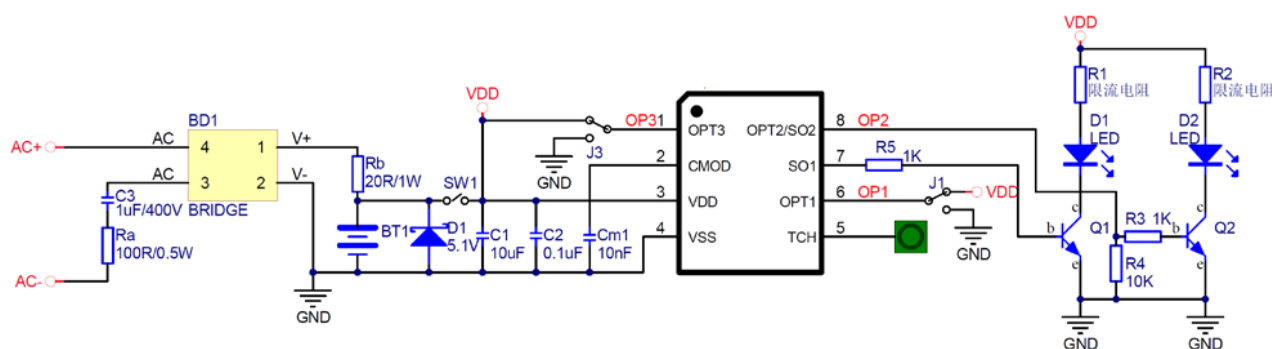 AC+
AC-
C3
1uF/400V
Ra
100R/0.5W
AC
AC
BD1
4
3
1
2
BRIDGE
V+
V-
Rb
20R/1W
BT1
D1
5.1V
GND
SW1
VDD
C1
10uF
C2
0.1uF
Cm1
10nF
GND
J3
OP3
1
2
3
4
OPT3
CMOD
VDD
VSS
OPT2/SO2
SO1
OPT1
TCH
8
7
6
5
OP2
R5
1K
OP1
J1
VDD
GND
VDD
R1
限流电阻
R2
限流电阻
D1
LED
D2
LED
c
b
e
Q1
R3
1K
R4
10K
c
b
e
Q2
GND
GND